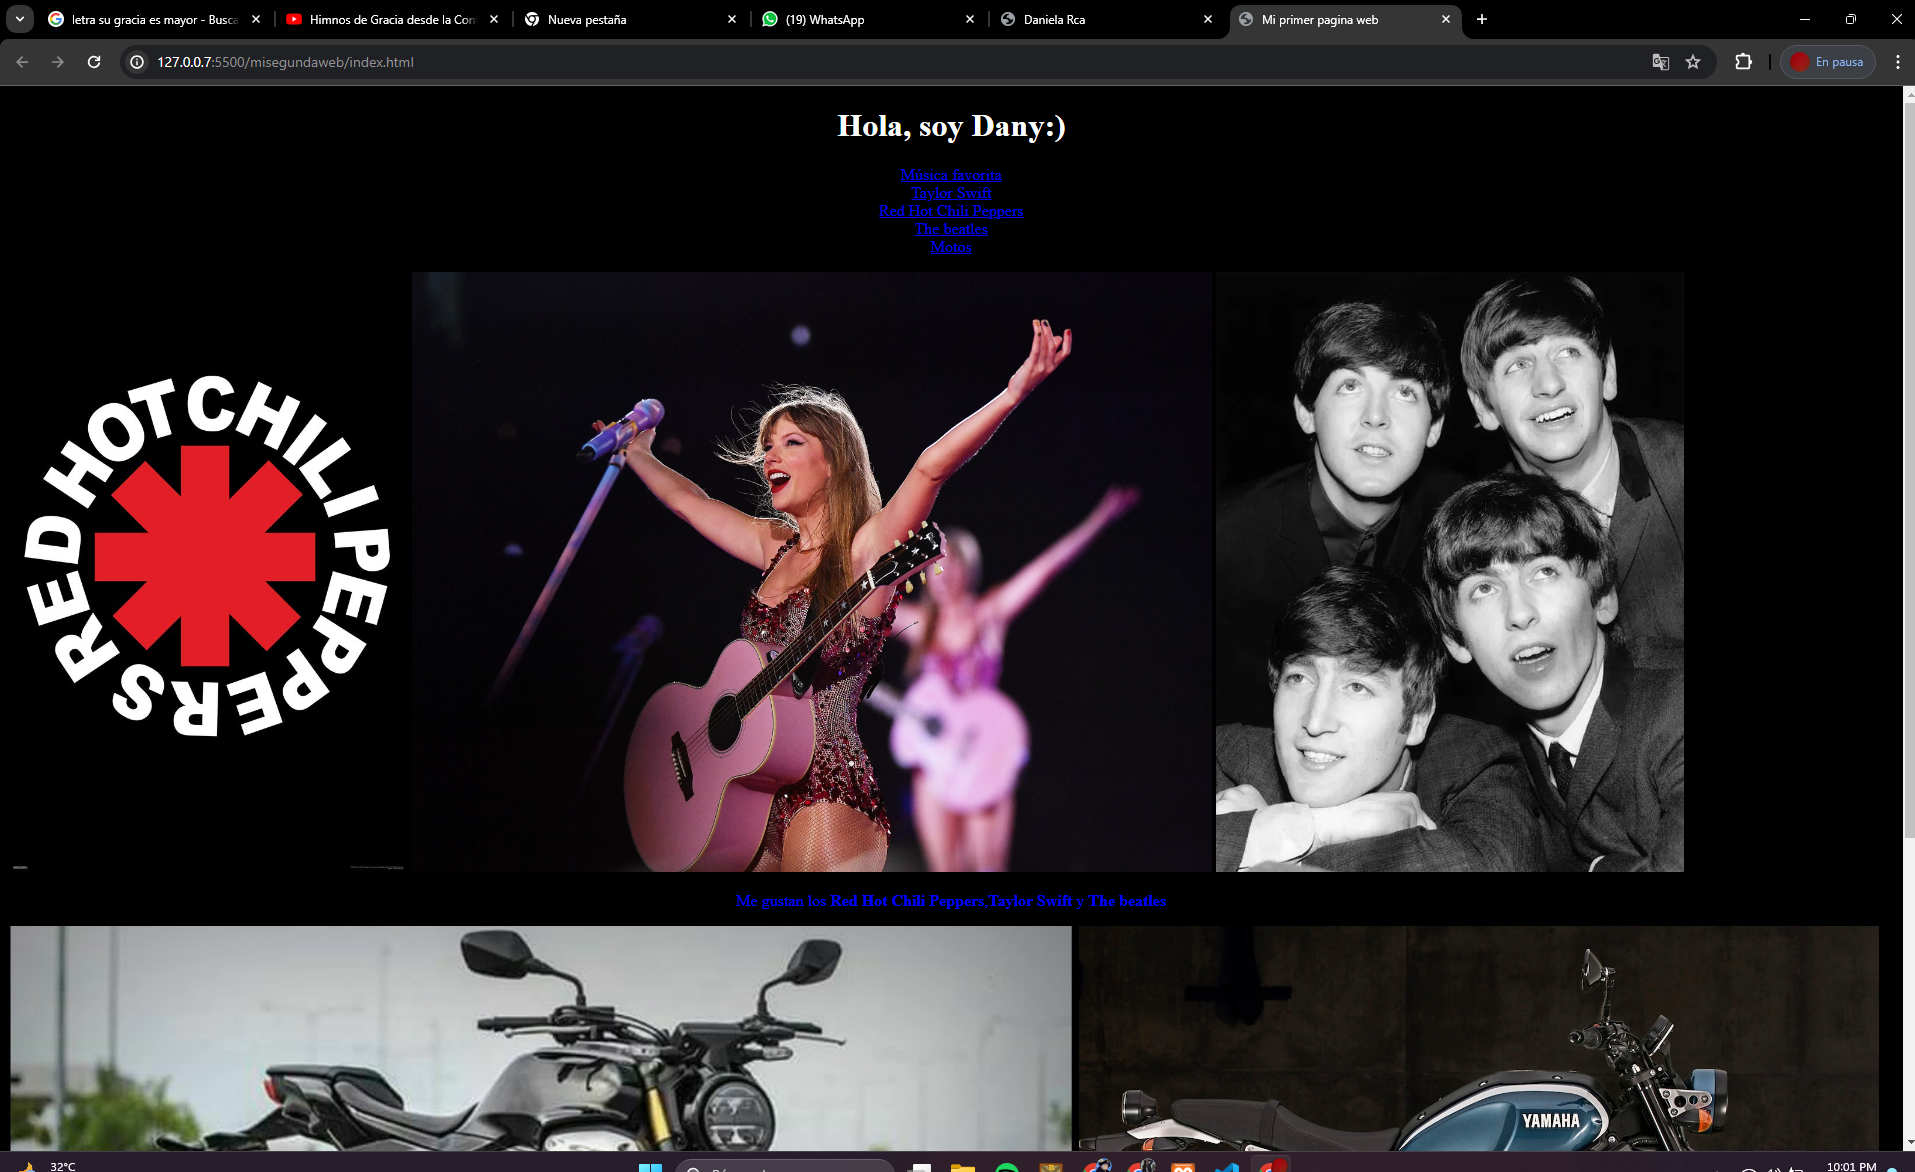 letra su gracia es mayor - Busca
Himnos de Gracia desde la Con
Nueva pestaña
(19) WhatsApp
Daniela Rca
Mi primer pagina web
127.0.0.7:5500/misegundaweb/index.html
En pausa
Hola, soy Dany:)
Música favorita
Taylor Swift
Red Hot Chili Peppers
The beatles
Motos
RED HOT CHILI PEPPERS
Me gustan los Red Hot Chili Peppers,Taylor Swift y The beatles
YAMAHA
32°C
10:01 PM